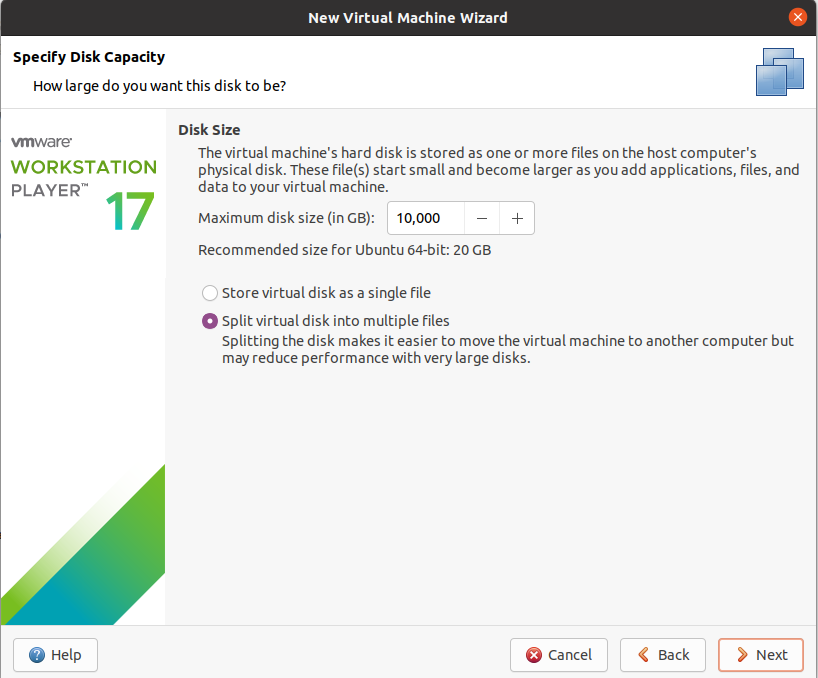 New Virtual Machine Wizard
Specify Disk Capacity
How large do you want this disk to be?
vmware
WORKSTATION
PLAYER™
17
Disk Size
The virtual machine's hard disk is stored as one or more files on the host computer's
physical disk. These file(s) start small and become larger as you add applications, files, and
data to your virtual machine.
Maximum disk size (in GB): 10,000 − +
Recommended size for Ubuntu 64-bit: 20 GB
Store virtual disk as a single file
Split virtual disk into multiple files
Splitting the disk makes it easier to move the virtual machine to another computer but
may reduce performance with very large disks.
Help Cancel Back Next